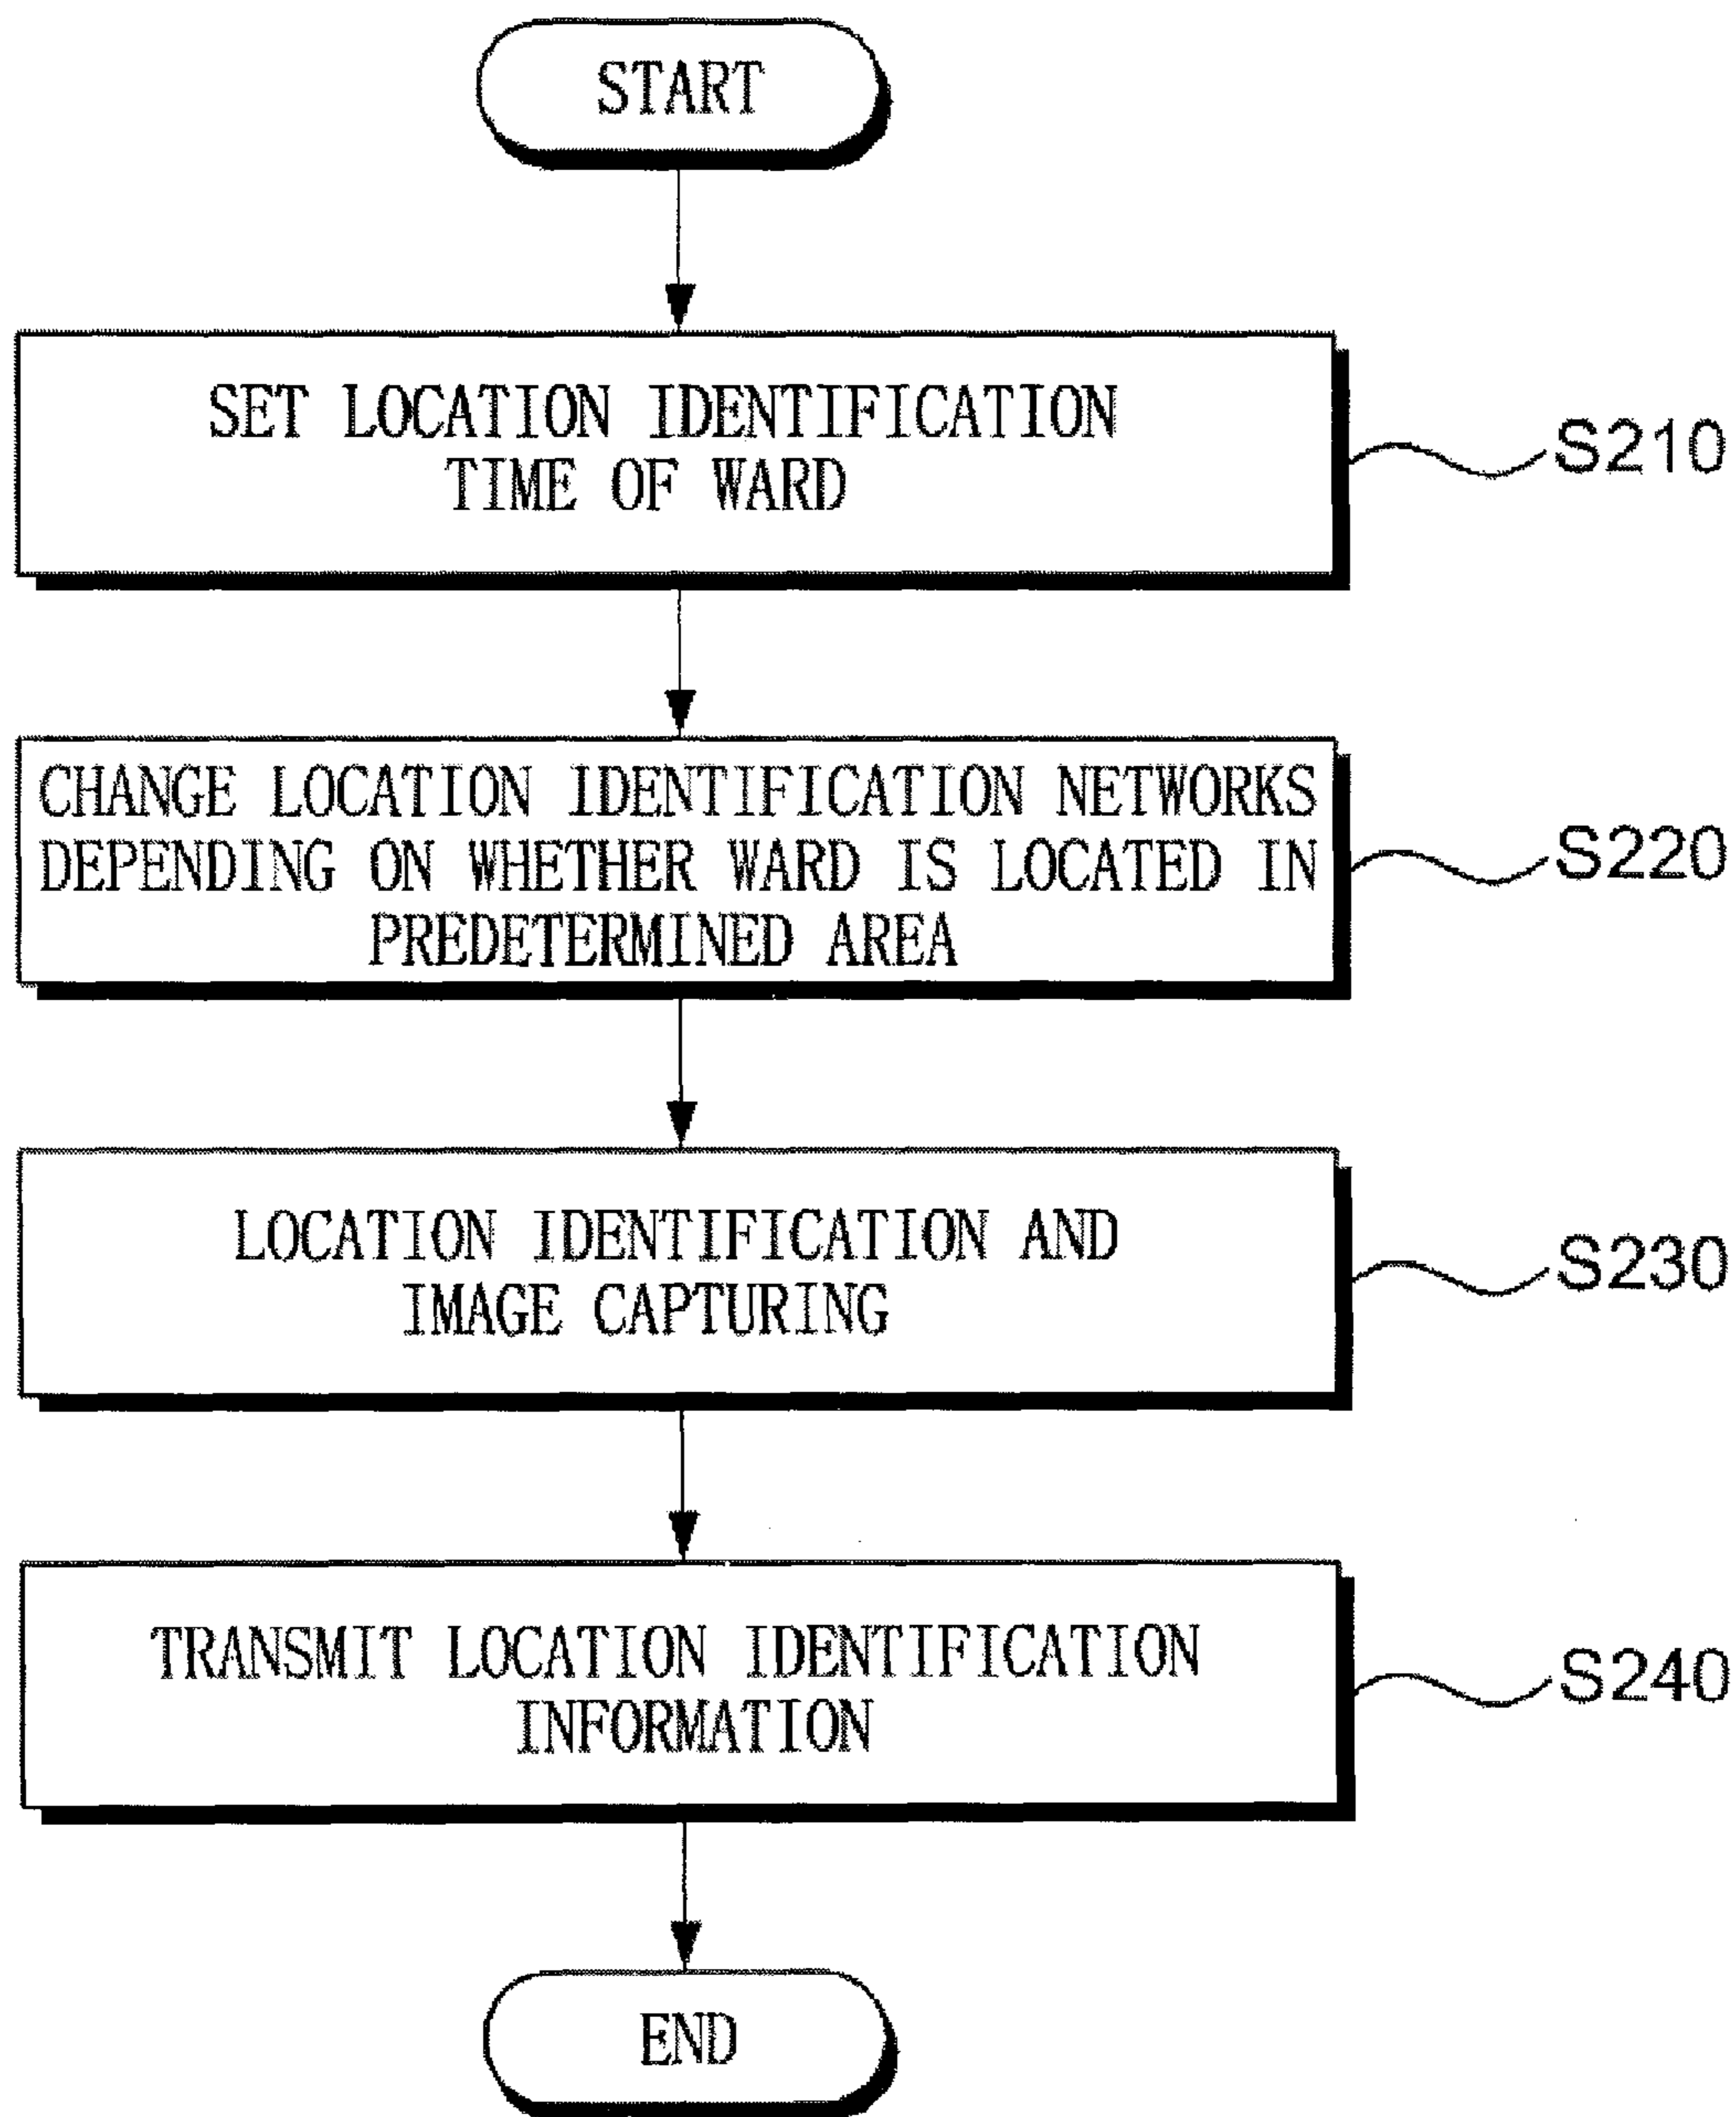 START
SET LOCATION IDENTIFICATION
TIME OF WARD
S210
CHANGE LOCATION IDENTIFICATION NETWORKS
DEPENDING ON WHETHER WARD IS LOCATED IN
PREDETERMINED AREA
S220
LOCATION IDENTIFICATION AND
IMAGE CAPTURING
S230
TRANSMIT LOCATION IDENTIFICATION
INFORMATION
S240
END